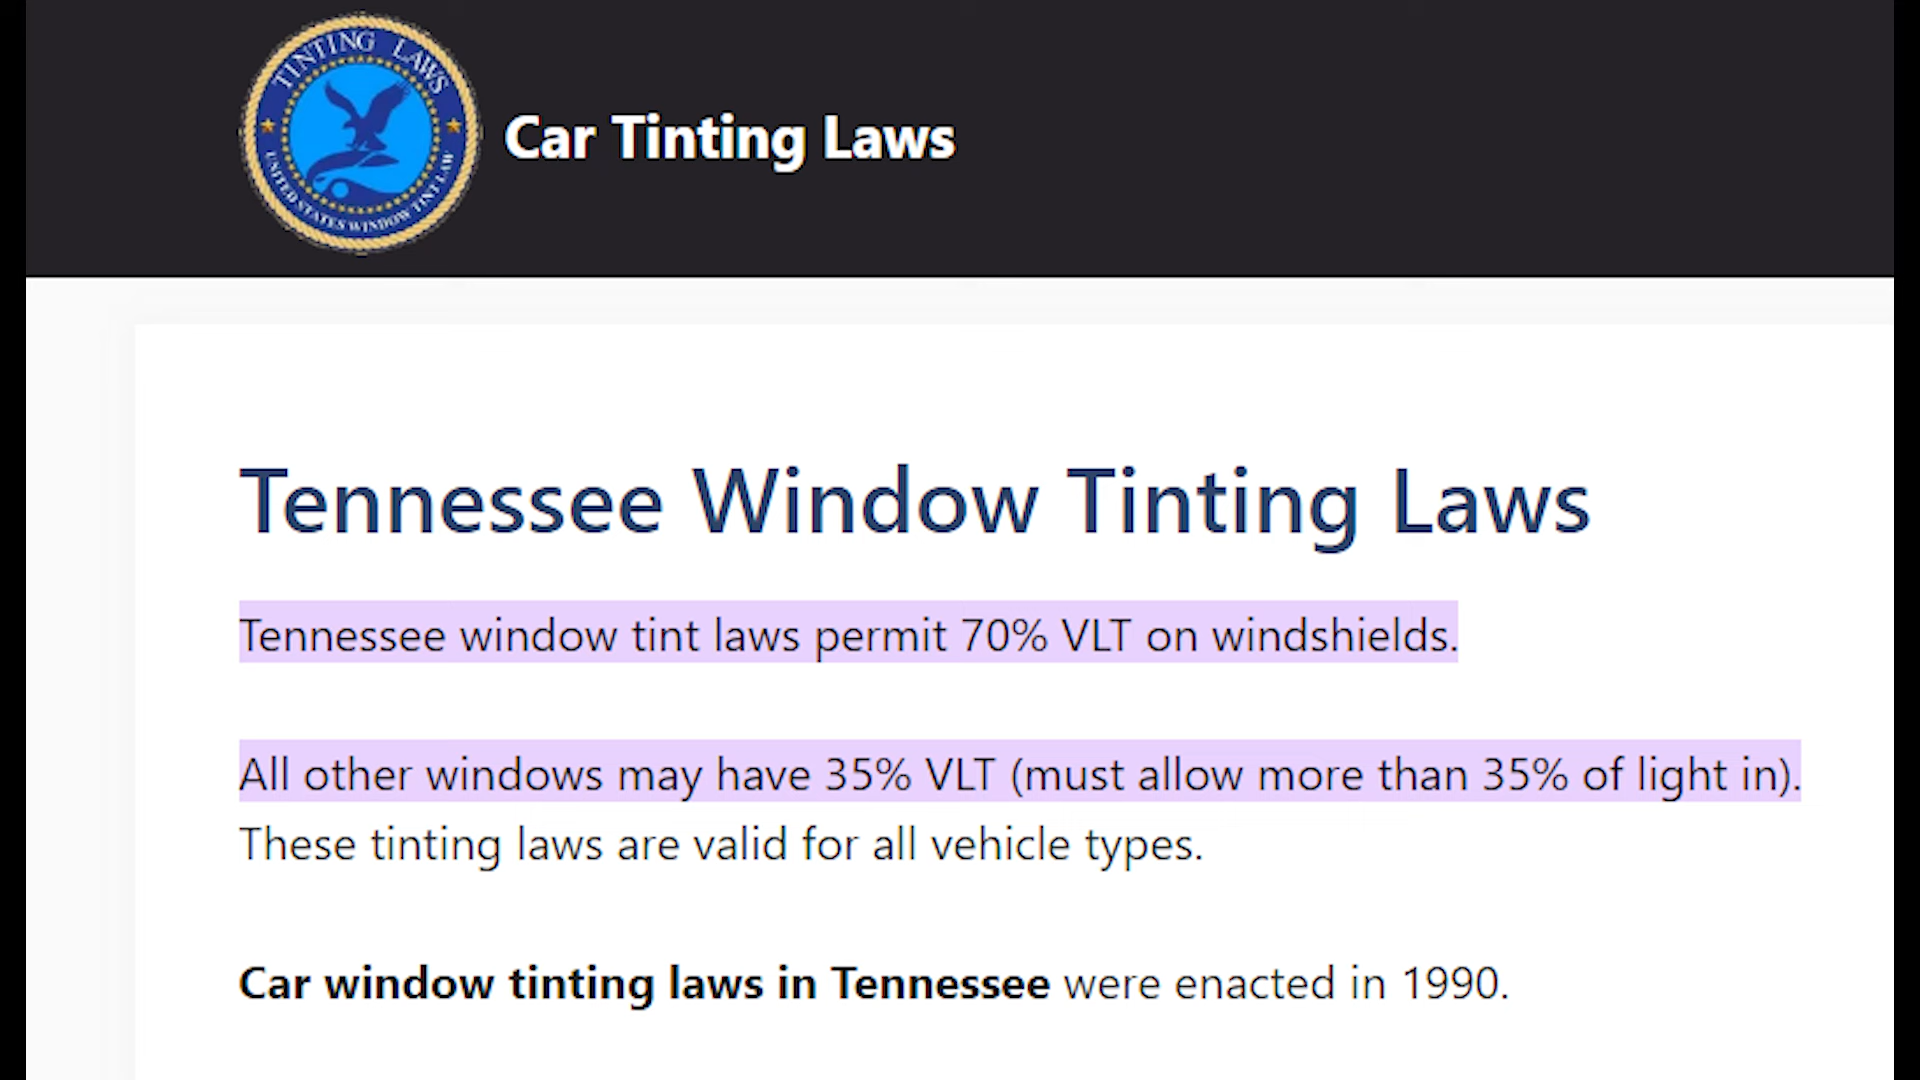 TINTING LAWS
UNITED STATES WINDOW TINT LAW
Car Tinting Laws
Tennessee Window Tinting Laws
Tennessee window tint laws permit 70% VLT on windshields.
All other windows may have 35% VLT (must allow more than 35% of light in).
These tinting laws are valid for all vehicle types.
Car window tinting laws in Tennessee were enacted in 1990.